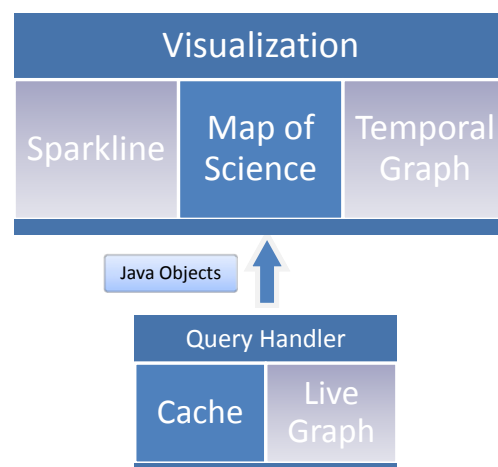 Visualization
Sparkline
Map of
Science
Temporal
Graph
Java Objects
Query Handler
Cache
Live
Graph